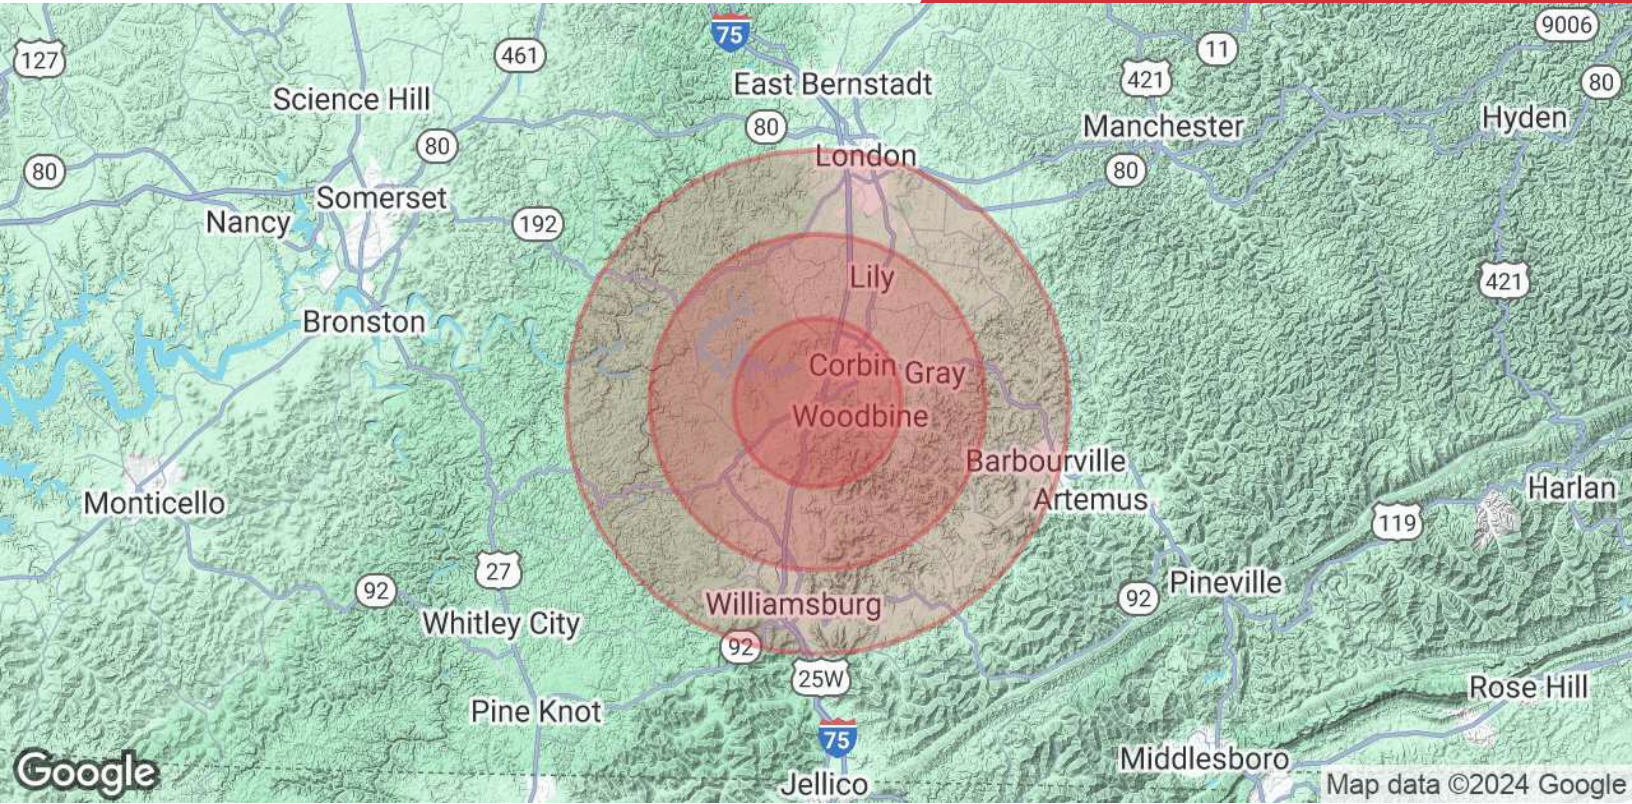 75
9006
11
127
461
421
80
East Bernstadt
Science Hill
Hyden
80
Manchester
80
London
80
80
Somerset
Nancy
192
Lily
421
Bronston
Corbin
Gray
Woodbine
Barbourville
Harlan
Artemus
Monticello
119
27
Pineville
92
92
Williamsburg
Whitley City
92
25W
Rose Hill
Pine Knot
75
Middlesboro
Google
Jellico
Map data ©2024 Google